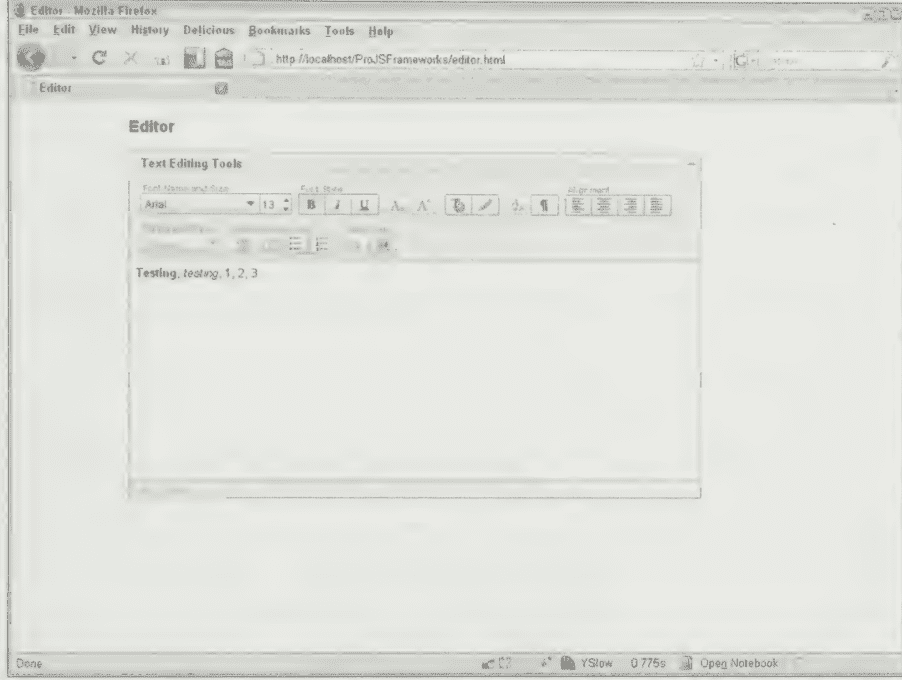 Editor - Mozilla Firefox
File Edit View History Delicious Bookmarks Tools Help
http://localhost/ProJSFrameworks/editor.html
Editor
Editor
Text Editing Tools
Font Name and Size Font Style Alignment
Arial 13 B I U
Testing, testing, 1, 2, 3
Done YSlow 0.775s Open Notebook